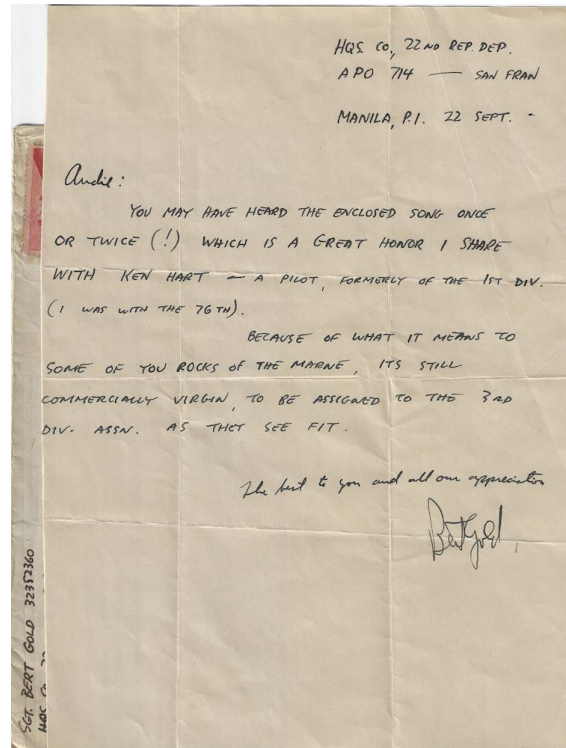 HQS. CO., 22ND REP. DEP.
APO 714 — SAN FRAN
MANILA, P.I. 22 SEPT. -
Audie:
YOU MAY HAVE HEARD THE ENCLOSED SONG ONCE
OR TWICE (!) WHICH IS A GREAT HONOR I SHARE
WITH KEN HART — A PILOT, FORMERLY OF THE 1ST DIV.
(I WAS WITH THE 76TH).
BECAUSE OF WHAT IT MEANS TO
SOME OF YOU ROCKS OF THE MARNE, ITS STILL
COMMERCIALLY VIRGIN, TO BE ASSIGNED TO THE 3RD
DIV. ASSN. AS THEY SEE FIT.
The best to you and all our appreciation
Bert Gold.
SGT. BERT GOLD 32352360
HQS. CO.